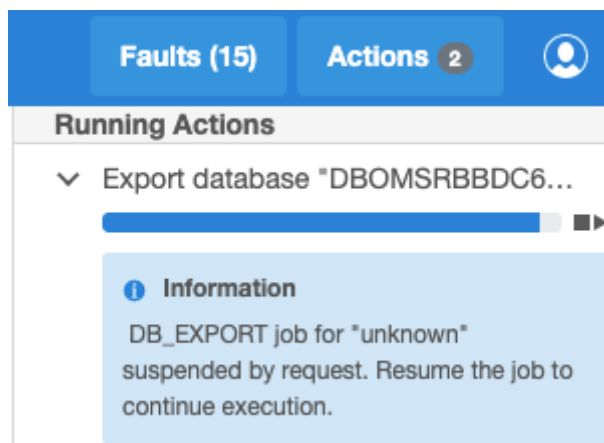 Faults (15)
Actions 2
Running Actions
Export database "DBOMSRBBDC6...
Information
DB_EXPORT job for "unknown"
suspended by request. Resume the job to
continue execution.